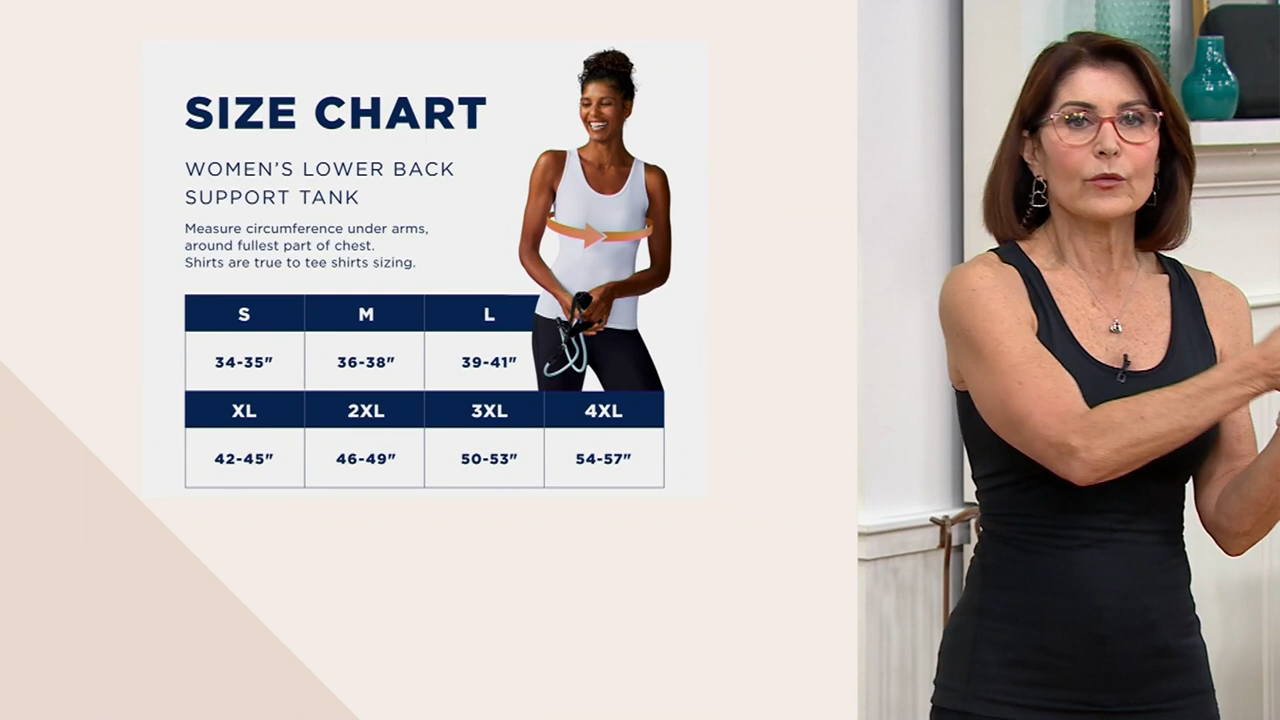 SIZE CHART
WOMEN'S LOWER BACK
SUPPORT TANK
Measure circumference under arms,
around fullest part of chest.
Shirts are true to tee shirts sizing.
S M L
34-35" 36-38" 39-41"
XL 2XL 3XL 4XL
42-45" 46-49" 50-53" 54-57"